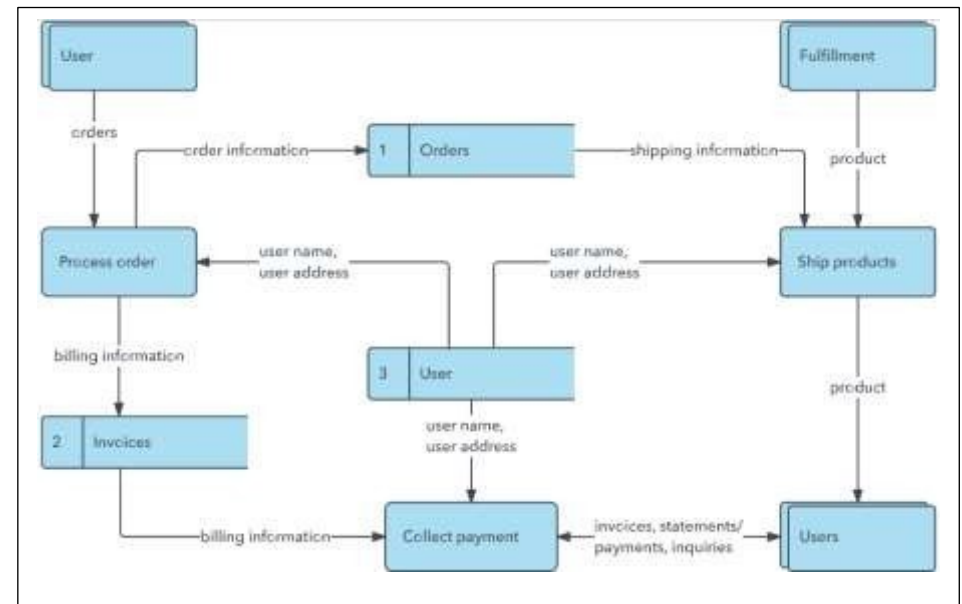 User
Fulfillment
orders
order information
1 Orders
shipping information
product
Process order
user name,
user address
user name,
user address
Ship products
billing information
3 User
product
2 Invoices
user name,
user address
billing information
Collect payment
invoices, statements/
payments, inquiries
Users